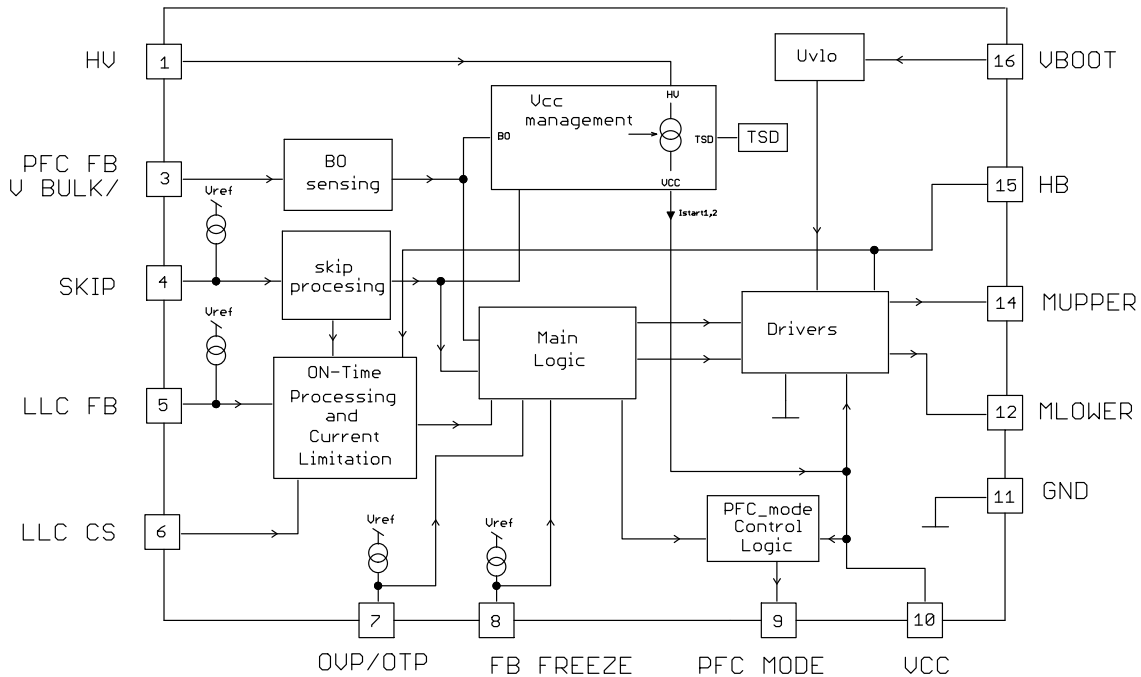 HV
1
Uvlo
16
VBOOT
HV
Vcc
management
BO
TSD
TSD
VCC
Istart1,2
PFC FB
V BULK/
3
BO
sensing
Vref
15
HB
SKIP
4
skip
procesing
Vref
14
MUPPER
Main
Logic
Drivers
LLC FB
5
ON-Time
Processing
and
Current
Limitation
12
MLOWER
LLC CS
6
11
GND
PFC_mode
Control
Logic
Vref
Vref
7
8
9
10
OVP/OTP
FB FREEZE
PFC MODE
VCC